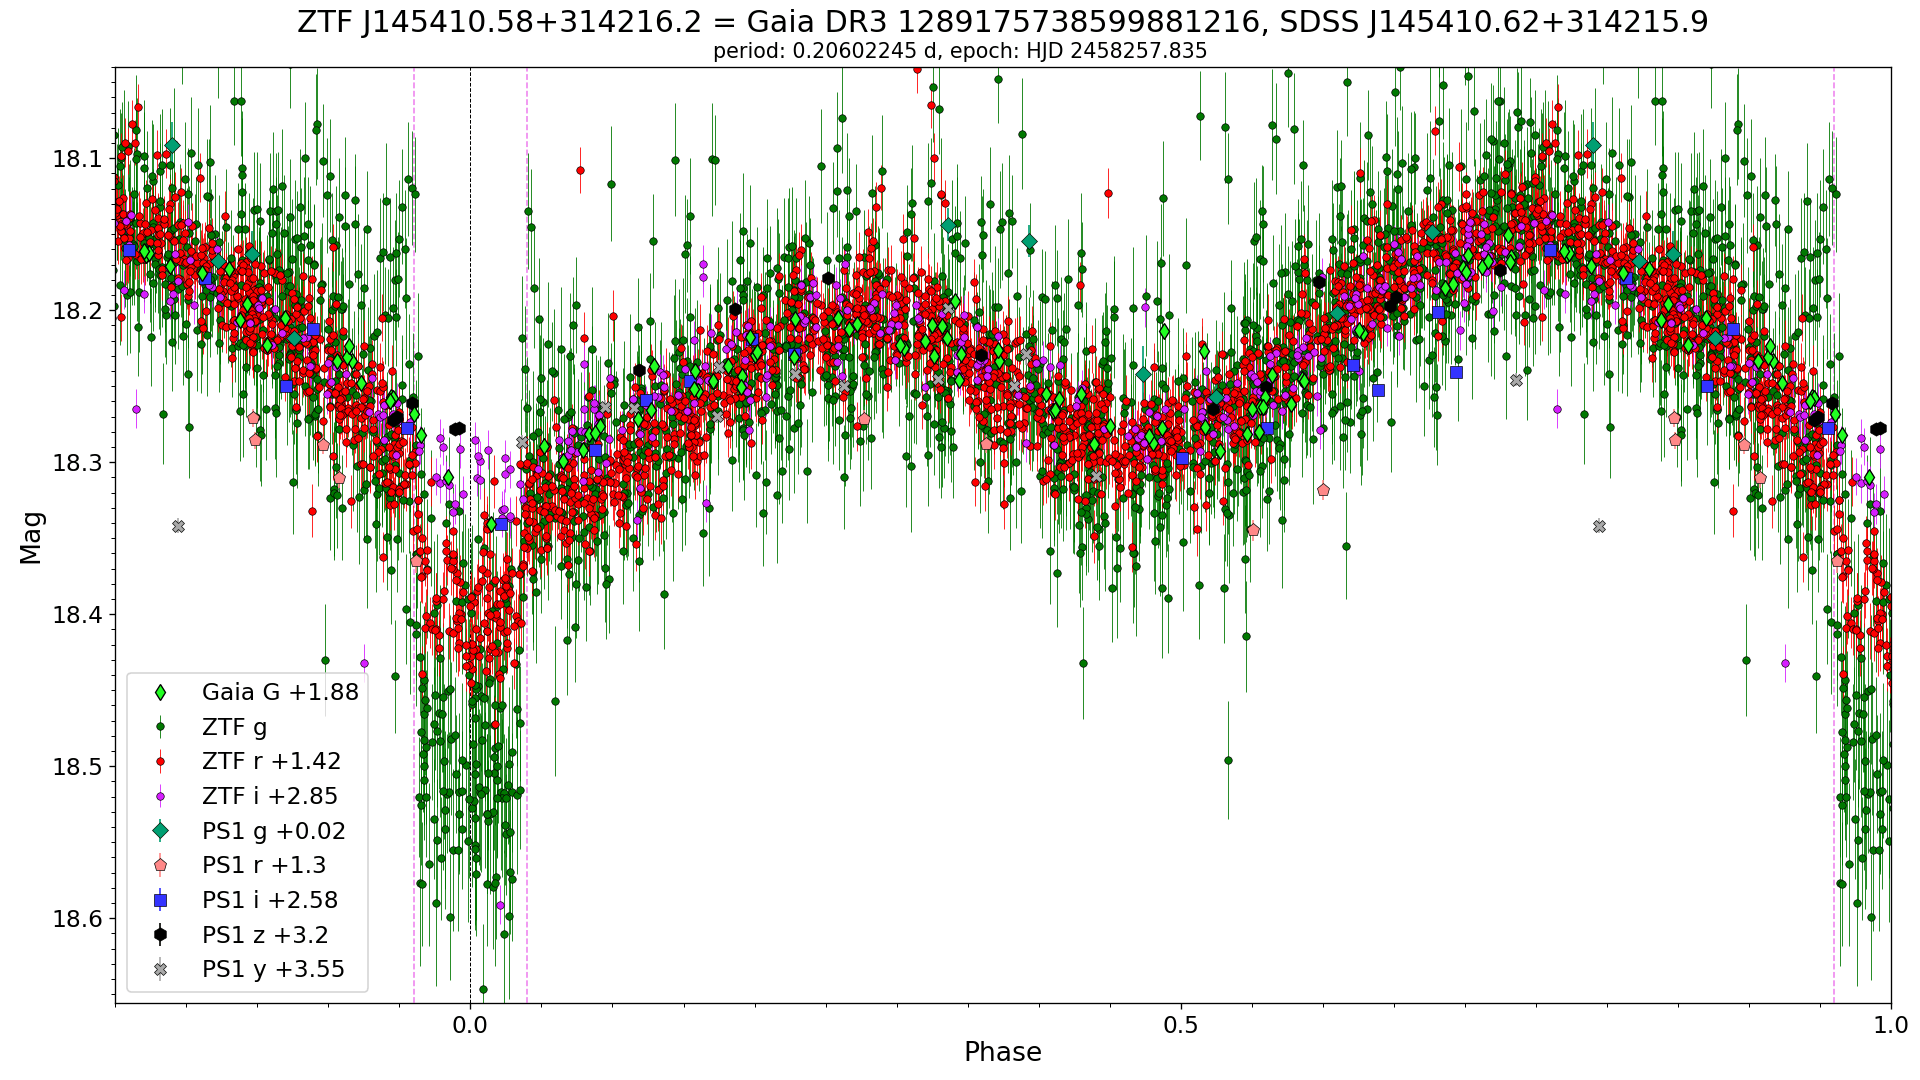 ZTF J145410.58+314216.2 = Gaia DR3 1289175738599881216, SDSS J145410.62+314215.9
period: 0.20602245 d, epoch: HJD 2458257.835
18.1
18.2
18.3
18.4
18.5
18.6
Mag
Gaia G +1.88
ZTF g
ZTF r +1.42
ZTF i +2.85
PS1 g +0.02
PS1 r +1.3
PS1 i +2.58
PS1 z +3.2
PS1 y +3.55
0.0
0.5
1.0
Phase